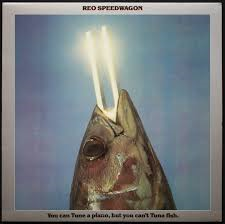 REO SPEEDWAGON
You can Tune a piano, but you can't Tuna fish.